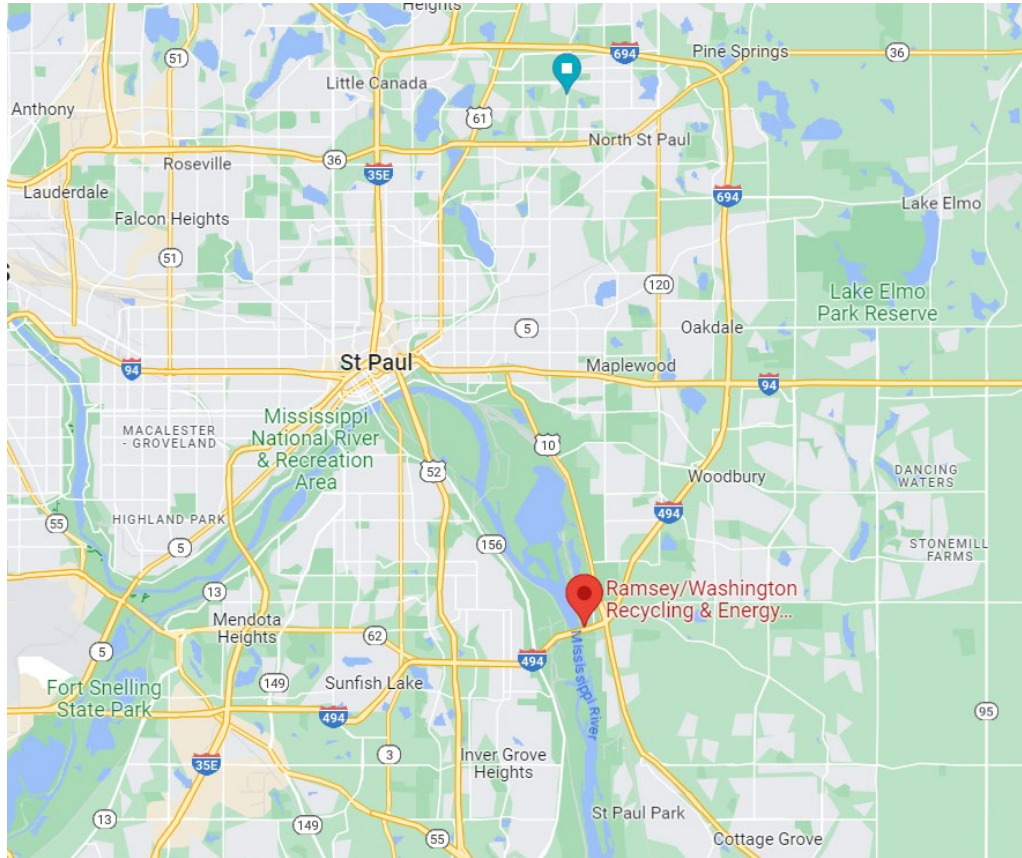 Heights
694
Pine Springs
36
51
Little Canada
Anthony
61
North St Paul
Roseville
36
35E
Lauderdale
694
Lake Elmo
Falcon Heights
51
120
Lake Elmo
Park Reserve
5
Oakdale
St Paul
94
Maplewood
94
Mississippi
National River
& Recreation
Area
MACALESTER
- GROVELAND
10
52
Woodbury
DANCING
WATERS
494
55
HIGHLAND PARK
5
156
STONEMILL
FARMS
13
Ramsey/Washington
Recycling & Energy...
Mendota
Heights
62
5
494
Mississippi River
149
Sunfish Lake
Fort Snelling
State Park
494
95
3
Inver Grove
Heights
35E
St Paul Park
13
149
55
Cottage Grove